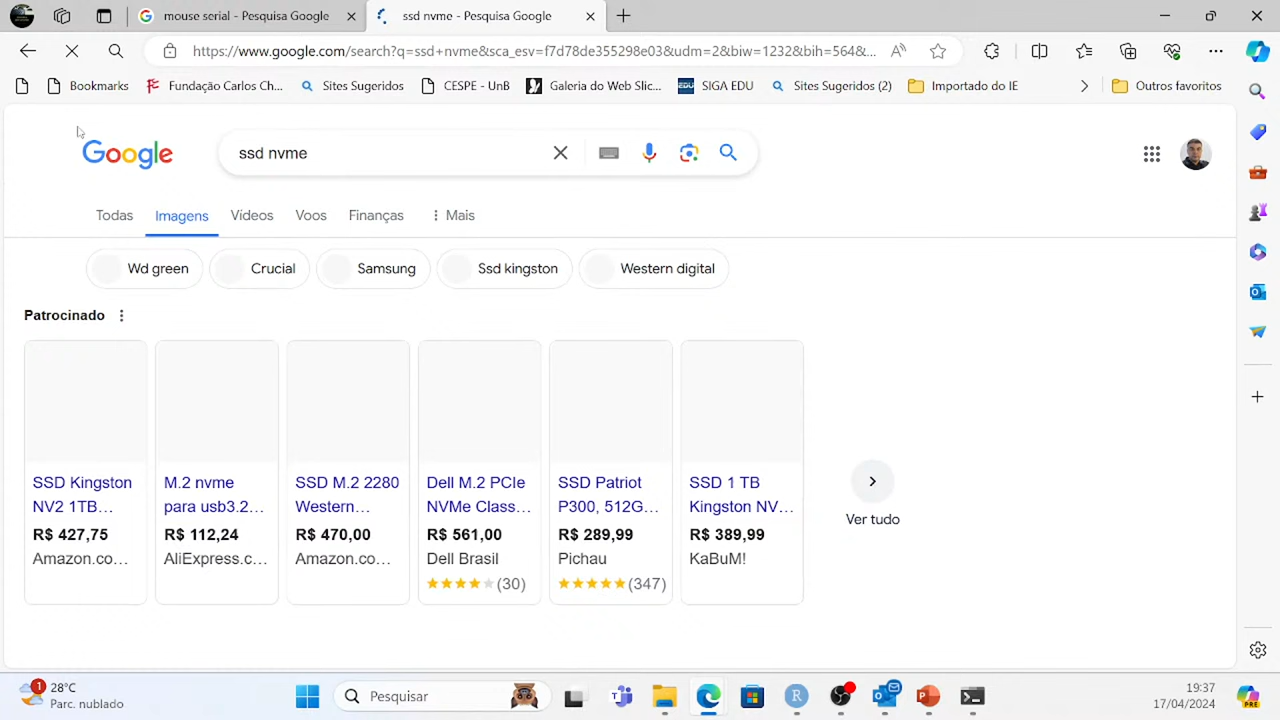 mouse serial - Pesquisa Google
ssd nvme - Pesquisa Google
https://www.google.com/search?q=ssd+nvme&sca_esv=f7d78de355298e03&udm=2&biw=1232&bih=564&...
Bookmarks
Fundação Carlos Ch...
Sites Sugeridos
CESPE - UnB
Galeria do Web Slic...
EDU
SIGA EDU
Sites Sugeridos (2)
Importado do IE
Outros favoritos
Google
ssd nvme
Todas
Imagens
Vídeos
Voos
Finanças
Mais
Wd green
Crucial
Samsung
Ssd kingston
Western digital
Patrocinado
SSD Kingston
NV2 1TB...
R$ 427,75
Amazon.co...
M.2 nvme
para usb3.2...
R$ 112,24
AliExpress.c...
SSD M.2 2280
Western...
R$ 470,00
Amazon.co...
Dell M.2 PCIe
NVMe Class...
R$ 561,00
Dell Brasil
(30)
SSD Patriot
P300, 512G...
R$ 289,99
Pichau
(347)
SSD 1 TB
Kingston NV...
R$ 389,99
KaBuM!
Ver tudo
1
28°C
Parc. nublado
Pesquisar
19:37
17/04/2024
PRE